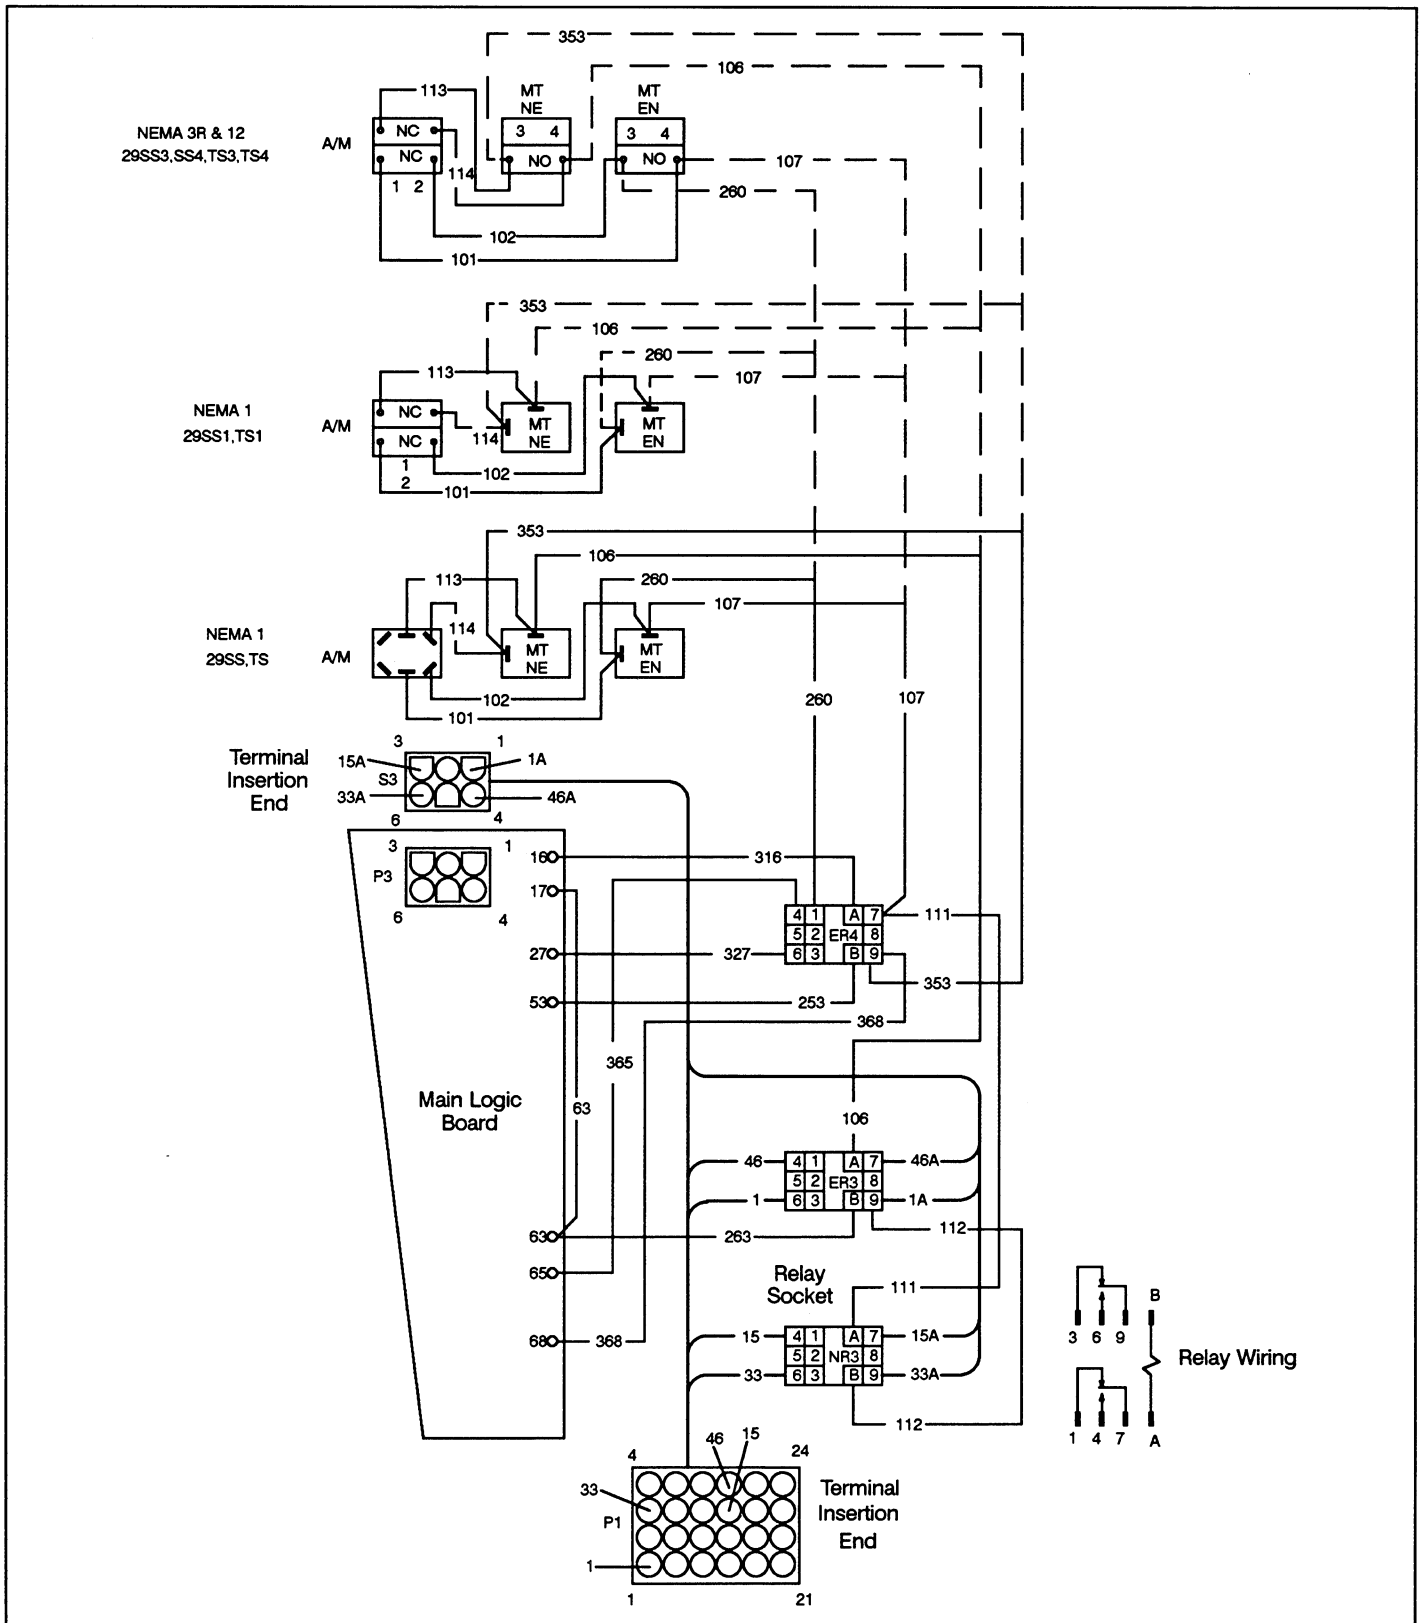 353
106
113
MT
NE
MT
EN
NEMA 3R & 12
29SS3,SS4,TS3,TS4
A/M
NC
NC
1 2
3 4
NO
3 4
NO
107
114
260
102
101
353
106
260
113
107
NEMA 1
29SS1,TS1
A/M
NC
NC
1
2
114
MT
NE
MT
EN
102
101
353
106
113
260
107
NEMA 1
29SS,TS
A/M
114
MT
NE
MT
EN
102
101
260
107
Terminal
Insertion
End
3 1
15A 1A
S3
33A 46A
6 4
3 1
P3
6 4
16 316
17
27 327
53 253
4 1 A 7
5 2 ER4 8
6 3 B 9
111
353
368
365
Main Logic
Board
63
106
46 4 1 A 7 46A
5 2 ER3 8
1 6 3 B 9 1A
112
63 263
65
Relay
Socket
111
68 368
15 4 1 A 7 15A
5 2 NR3 8
33 6 3 B 9 33A
112
B
3 6 9
Relay Wiring
1 4 7 A
46 15
4 24
33
P1
1
1 21
Terminal
Insertion
End